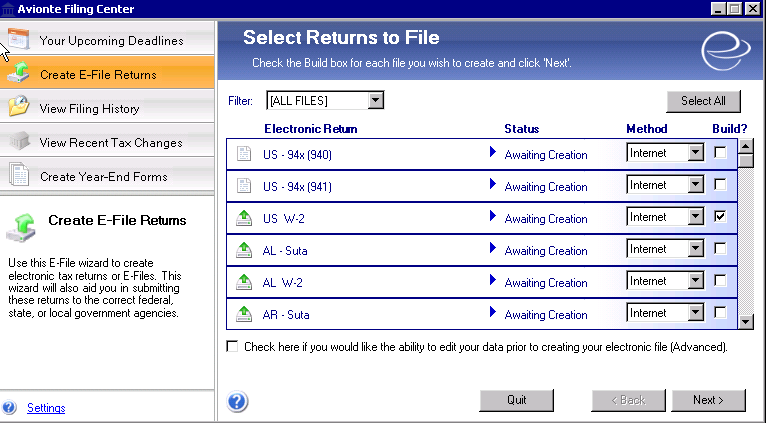 Avionte Filing Center
Your Upcoming Deadlines
Create E-File Returns
View Filing History
View Recent Tax Changes
Create Year-End Forms
Create E-File Returns
Use this E-File wizard to create
electronic tax returns or E-Files. This
wizard will also aid you in submitting
these returns to the correct federal,
state, or local government agencies.
Settings
Select Returns to File
Check the Build box for each file you wish to create and click 'Next'.
Filter: [ALL FILES] Select All
Electronic Return Status Method Build?
US - 94x (940) Awaiting Creation Internet
US - 94x (941) Awaiting Creation Internet
US W-2 Awaiting Creation Internet
AL - Suta Awaiting Creation Internet
AL W-2 Awaiting Creation Internet
AR - Suta Awaiting Creation Internet
Check here if you would like the ability to edit your data prior to creating your electronic file (Advanced).
Quit < Back Next >